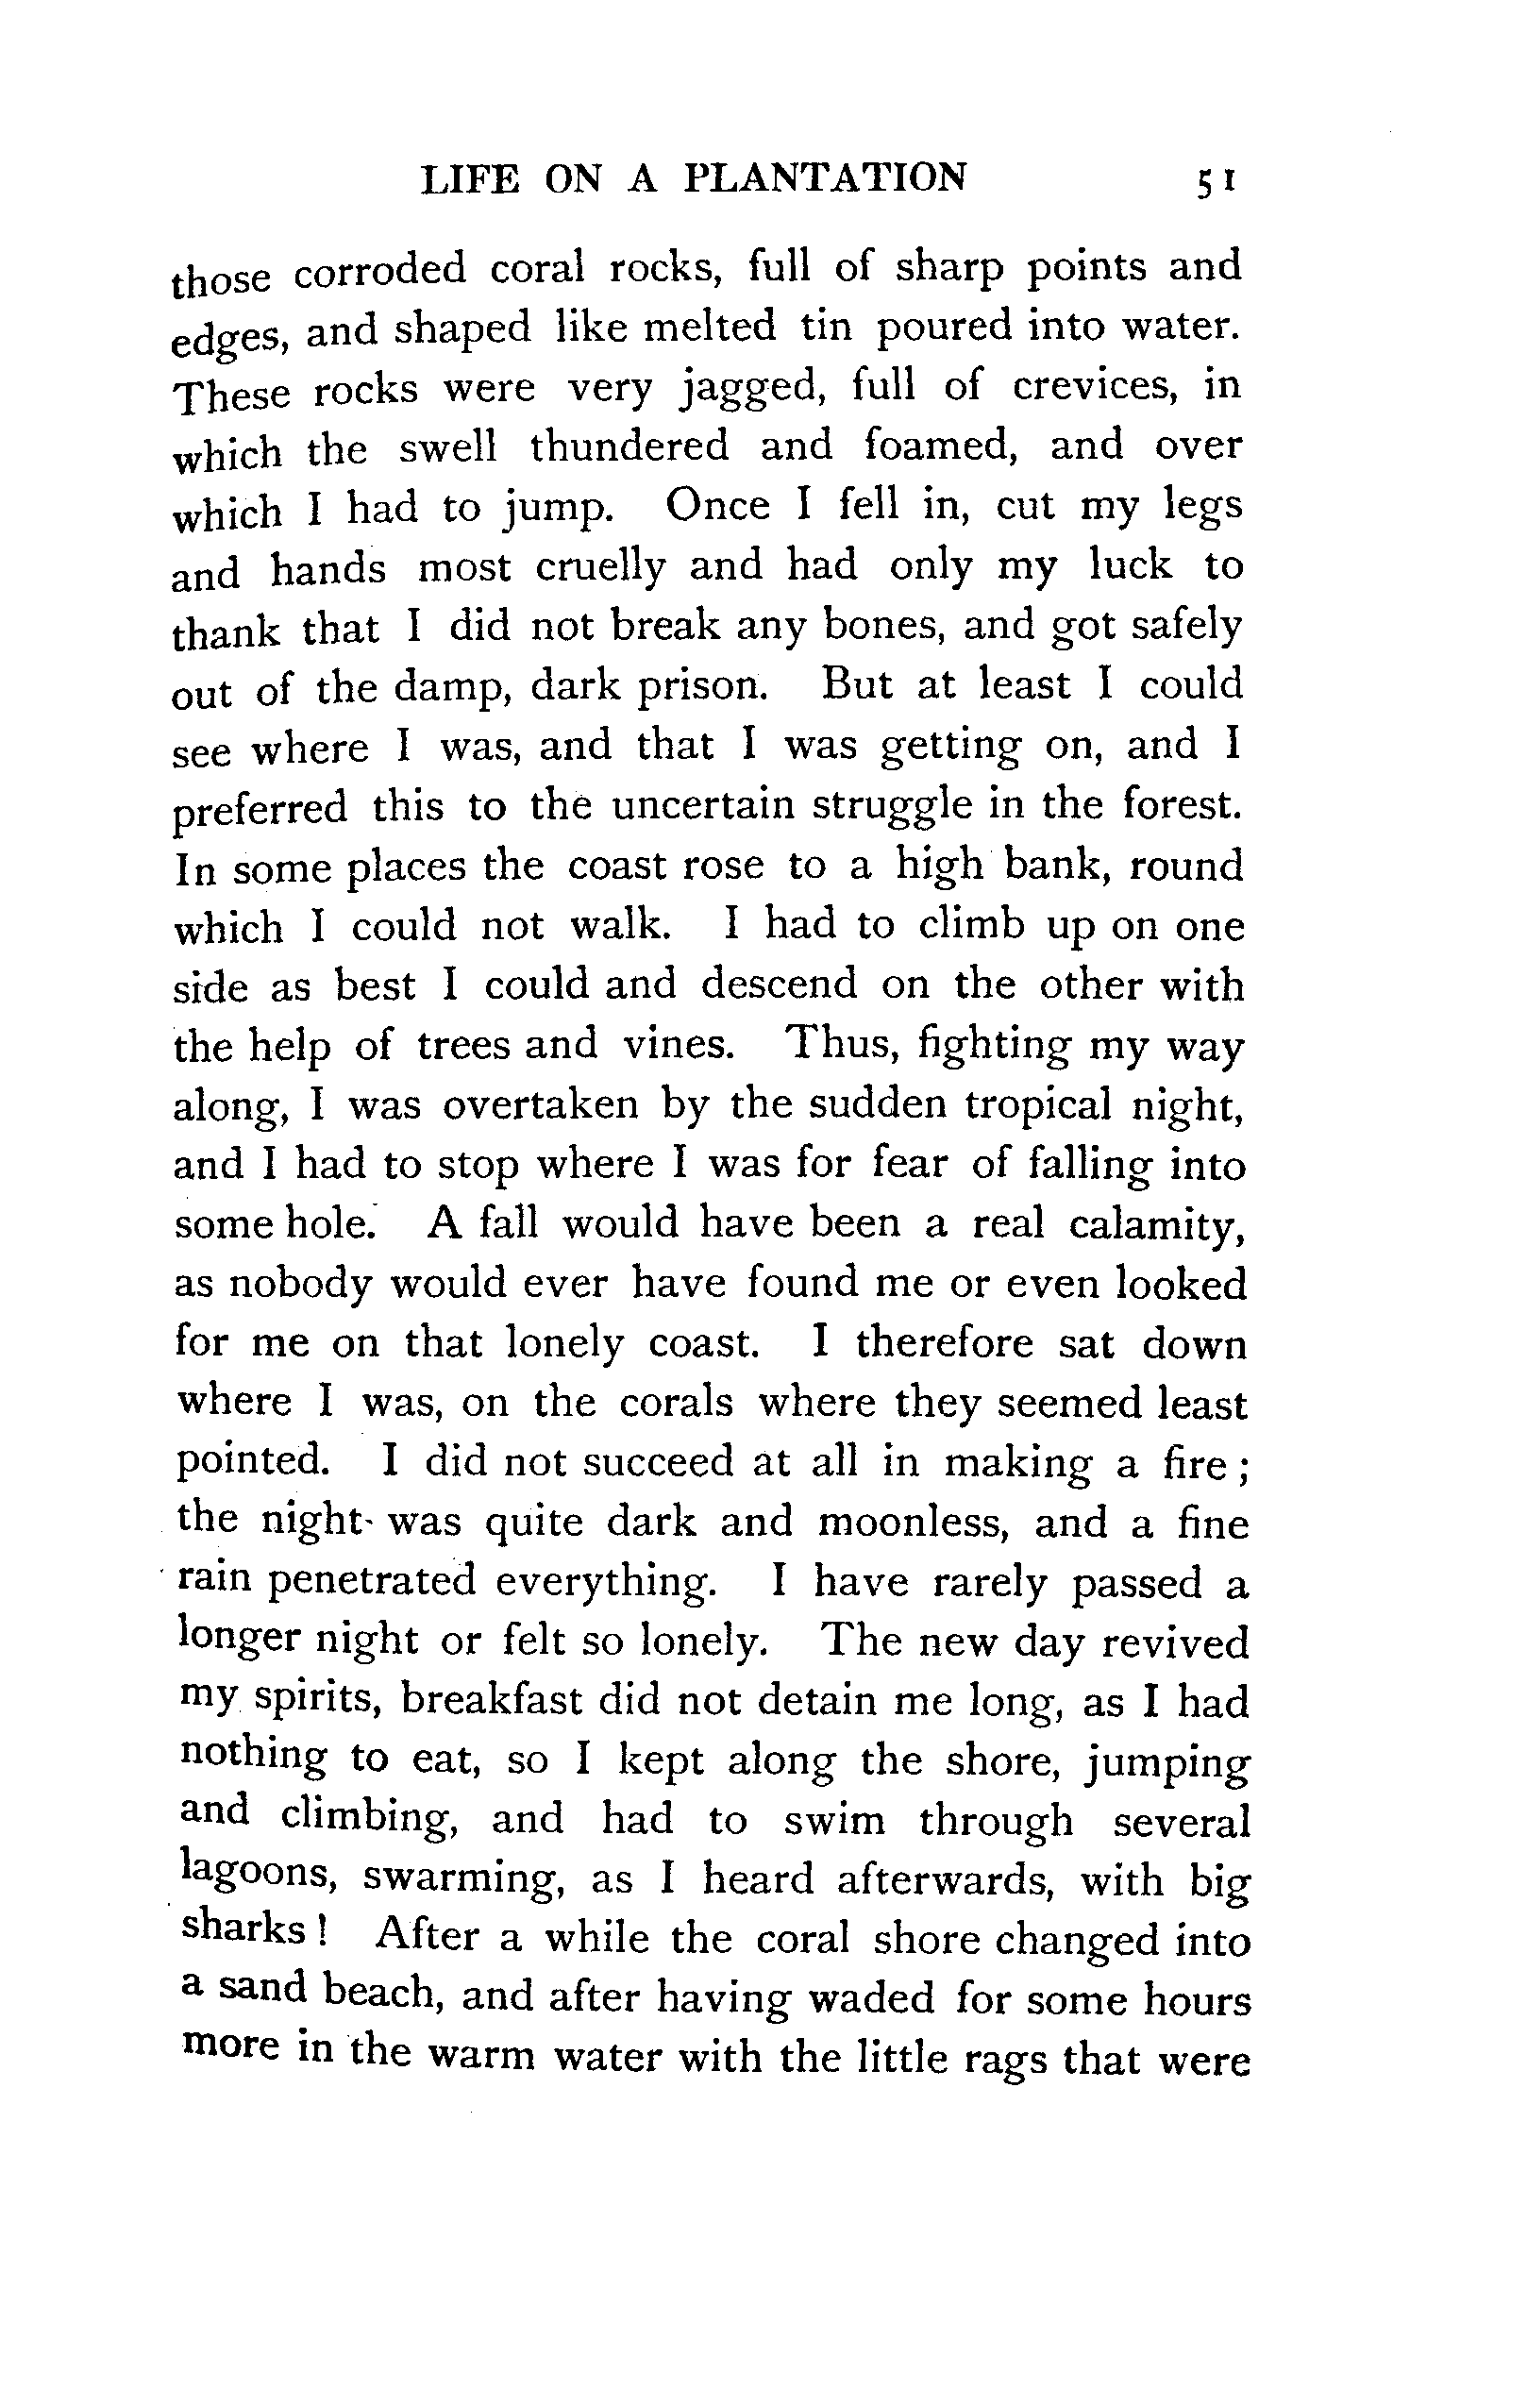 LIFE ON A PLANTATION 51
those corroded coral rocks, full of sharp points and
edges, and shaped like melted tin poured into water.
These rocks were very jagged, full of crevices, in
which the swell thundered and foamed, and over
which I had to jump. Once I fell in, cut my legs
and hands most cruelly and had only my luck to
thank that I did not break any bones, and got safely
out of the damp, dark prison. But at least I could
see where I was, and that I was getting on, and I
preferred this to the uncertain struggle in the forest.
In some places the coast rose to a high bank, round
which I could not walk. I had to climb up on one
side as best I could and descend on the other with
the help of trees and vines. Thus, fighting my way
along, I was overtaken by the sudden tropical night,
and I had to stop where I was for fear of falling into
some hole. A fall would have been a real calamity,
as nobody would ever have found me or even looked
for me on that lonely coast. I therefore sat down
where I was, on the corals where they seemed least
pointed. I did not succeed at all in making a fire ;
the night was quite dark and moonless, and a fine
rain penetrated everything. I have rarely passed a
longer night or felt so lonely. The new day revived
my spirits, breakfast did not detain me long, as I had
nothing to eat, so I kept along the shore, jumping
and climbing, and had to swim through several
lagoons, swarming, as I heard afterwards, with big
sharks ! After a while the coral shore changed into
a sand beach, and after having waded for some hours
more in the warm water with the little rags that were